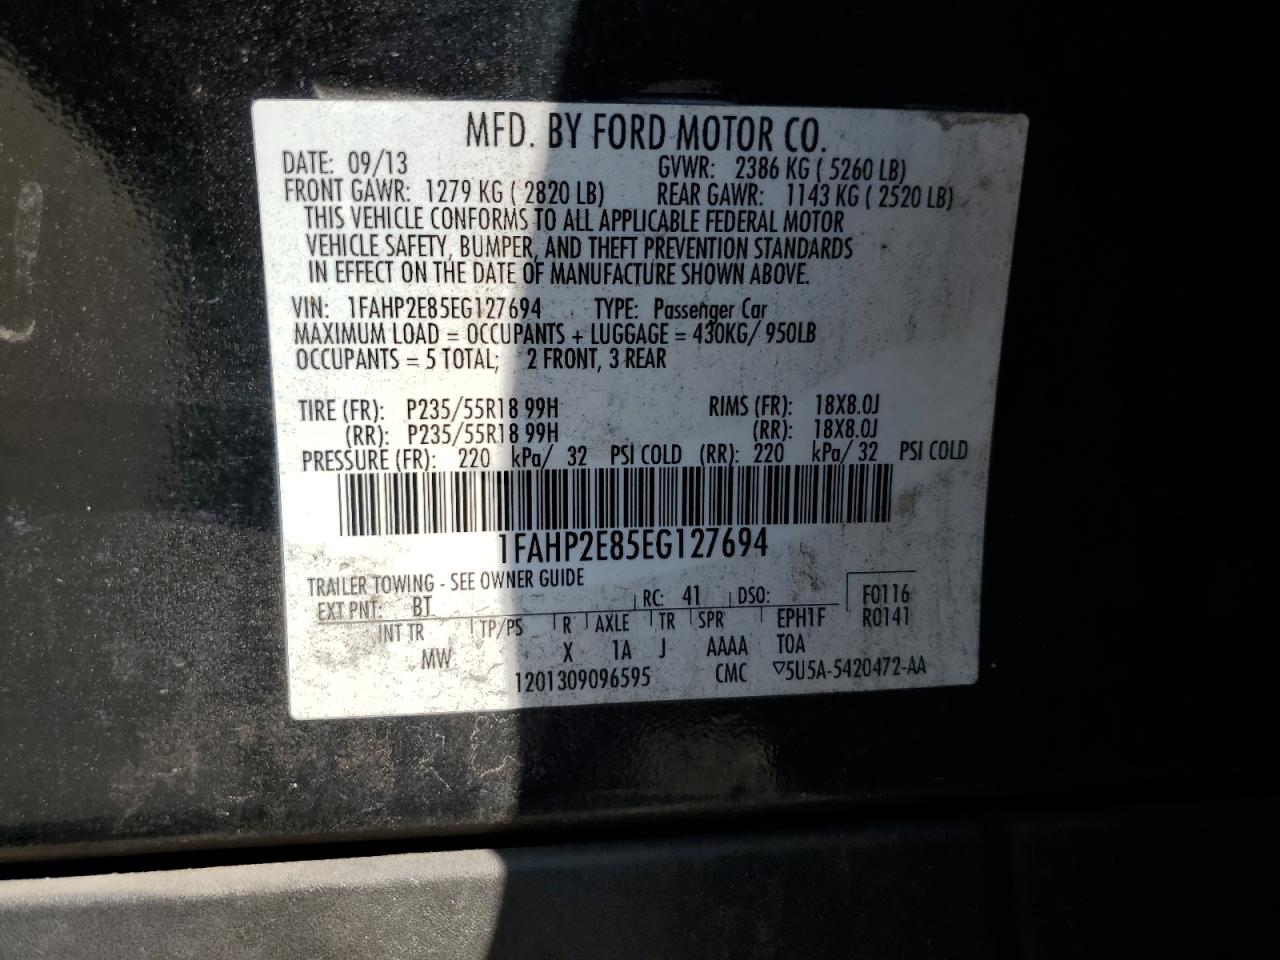 MFD. BY FORD MOTOR CO.
DATE: 09/13 GVWR: 2386 KG ( 5260 LB)
FRONT GAWR: 1279 KG ( 2820 LB) REAR GAWR: 1143 KG ( 2520 LB)
THIS VEHICLE CONFORMS TO ALL APPLICABLE FEDERAL MOTOR
VEHICLE SAFETY, BUMPER, AND THEFT PREVENTION STANDARDS
IN EFFECT ON THE DATE OF MANUFACTURE SHOWN ABOVE.
VIN: 1FAHP2E85EG127694 TYPE: Passenger Car
MAXIMUM LOAD = OCCUPANTS + LUGGAGE = 430KG/ 950LB
OCCUPANTS = 5 TOTAL; 2 FRONT, 3 REAR
TIRE (FR): P235/55R18 99H RIMS (FR): 18X8.0J
(RR): P235/55R18 99H (RR): 18X8.0J
PRESSURE (FR): 220 kPa/ 32 PSI COLD (RR): 220 kPa/ 32 PSI COLD
1FAHP2E85EG127694
TRAILER TOWING - SEE OWNER GUIDE
EXT PNT: BT RC: 41 DSO: F0116
INT TR TP/PS R AXLE TR SPR EPH1F R0141
MW X 1A J AAAA TOA
1201309096595 CMC ▽5U5A-5420472-AA